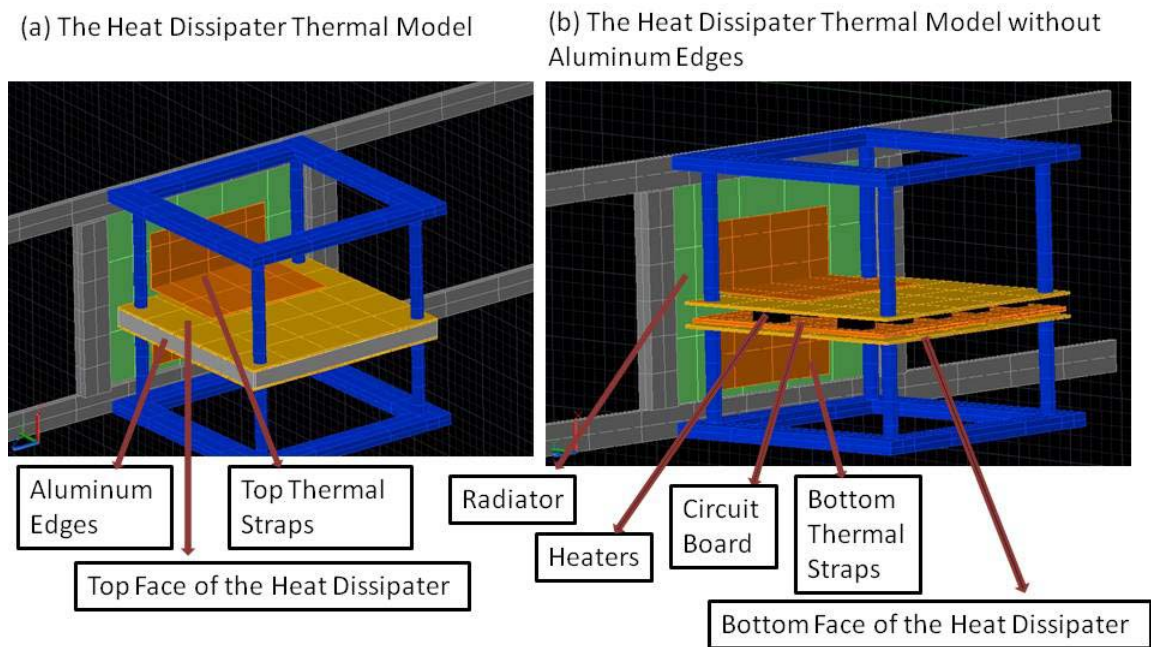 (a) The Heat Dissipater Thermal Model
(b) The Heat Dissipater Thermal Model without
Aluminum Edges
Aluminum
Edges
Top Thermal
Straps
Top Face of the Heat Dissipater
Radiator
Heaters
Circuit
Board
Bottom
Thermal
Straps
Bottom Face of the Heat Dissipater